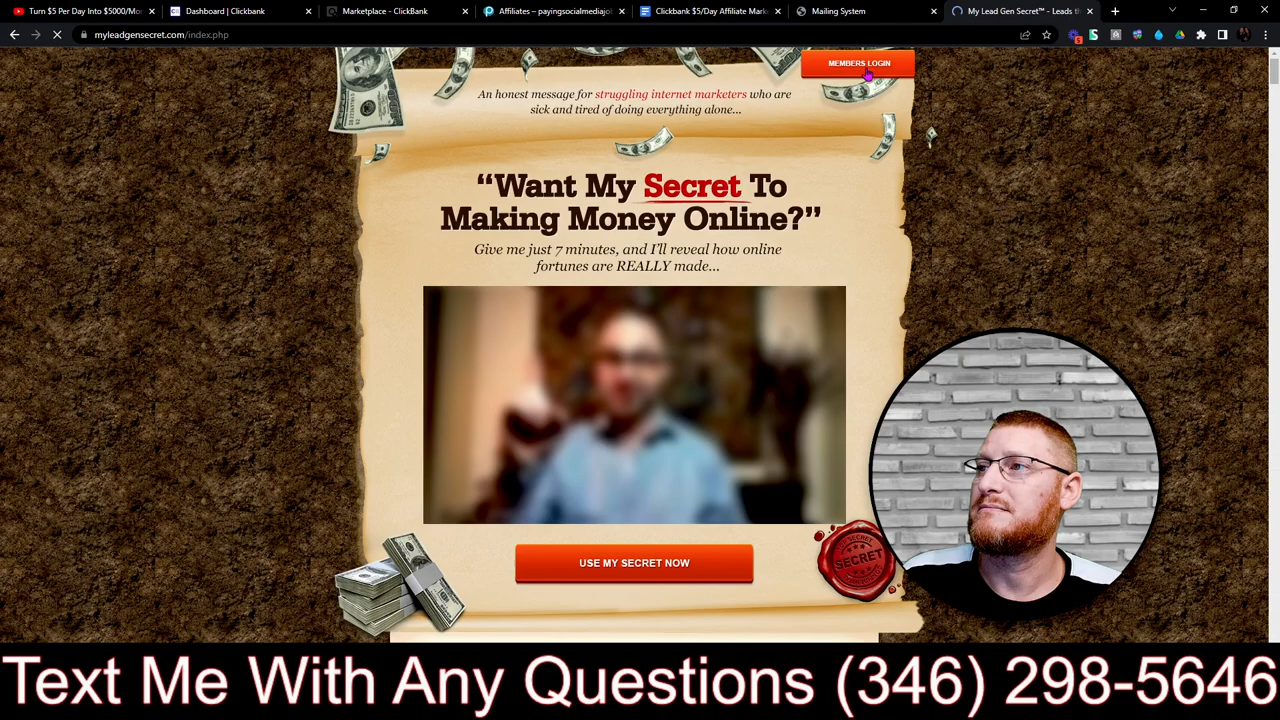 Turn $5 Per Day Into $5000/Mo
Dashboard | Clickbank
Marketplace - ClickBank
Affiliates – payingsocialmediajo
Clickbank $5/Day Affiliate Mark
Mailing System
My Lead Gen Secret™ - Leads th
myleadgensecret.com/index.php
MEMBERS LOGIN
An honest message for struggling internet marketers who are
sick and tired of doing everything alone...
“Want My Secret To
Making Money Online?”
Give me just 7 minutes, and I'll reveal how online
fortunes are REALLY made...
USE MY SECRET NOW
SECRET
Text Me With Any Questions (346) 298-5646